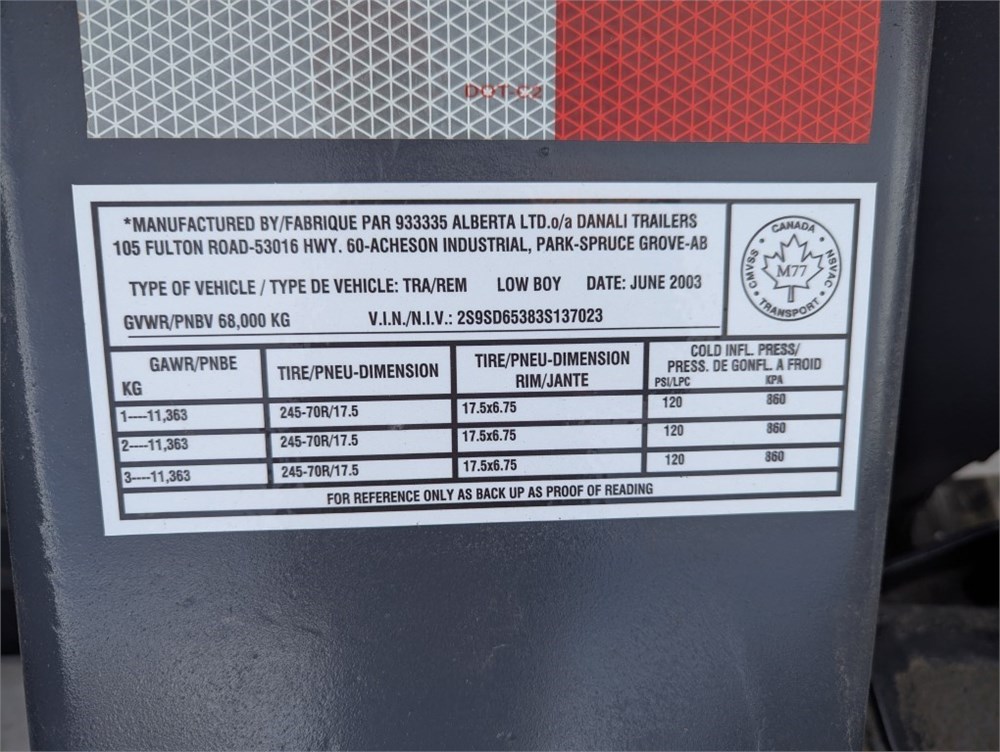 DOT-C2
*MANUFACTURED BY/FABRIQUE PAR 933335 ALBERTA LTD.o/a DANALI TRAILERS
105 FULTON ROAD-53016 HWY. 60-ACHESON INDUSTRIAL, PARK-SPRUCE GROVE-AB
TYPE OF VEHICLE / TYPE DE VEHICLE: TRA/REM LOW BOY DATE: JUNE 2003
GVWR/PNBV 68,000 KG V.I.N./N.I.V.: 2S9SD65383S137023
CANADA
CMVSS
NSVAC
M77
TRANSPORT
GAWR/PNBE
KG
TIRE/PNEU-DIMENSION
TIRE/PNEU-DIMENSION
RIM/JANTE
COLD INFL. PRESS/
PRESS. DE GONFL. A FROID
PSI/LPC KPA
1----11,363 245-70R/17.5 17.5x6.75 120 860
2----11,363 245-70R/17.5 17.5x6.75 120 860
3----11,363 245-70R/17.5 17.5x6.75 120 860
FOR REFERENCE ONLY AS BACK UP AS PROOF OF READING